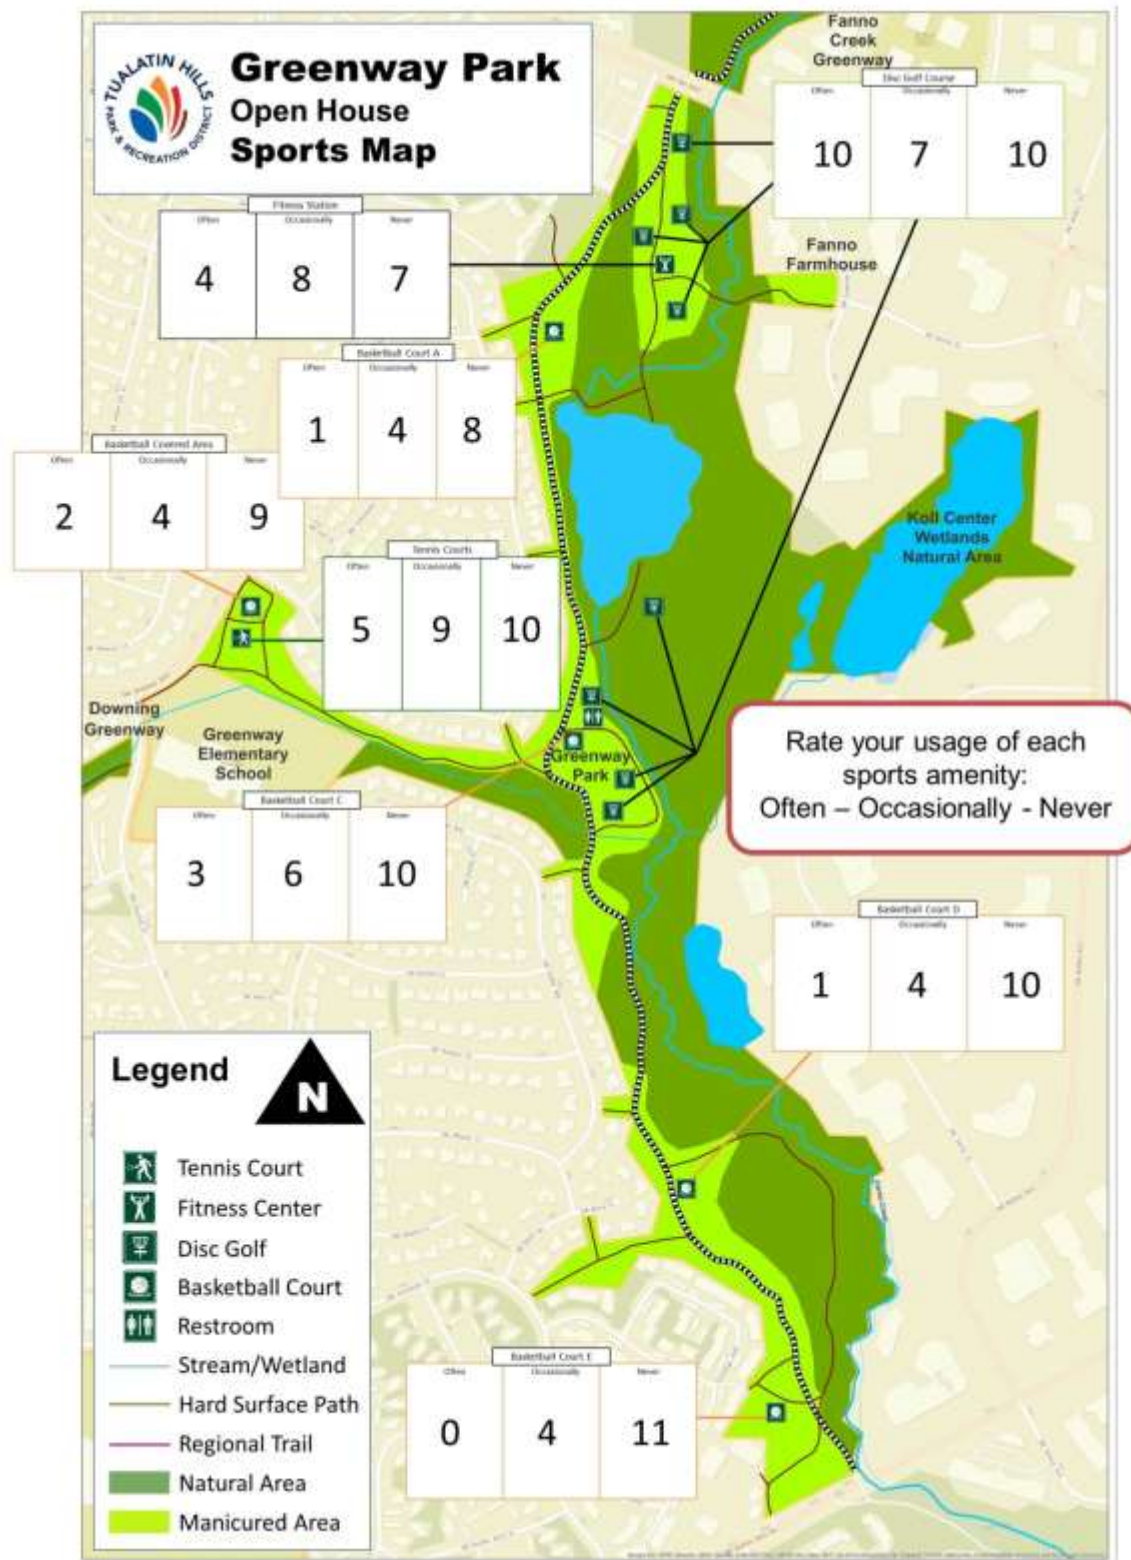 TUALATIN HILLS
PARK & RECREATION DISTRICT
Greenway Park
Open House
Sports Map
Fanno
Creek
Greenway
Disc Golf Course
Often Occasionally Never
10 7 10
Fitness Station
Often Occasionally Never
4 8 7
Fanno
Farmhouse
Basketball Court A
Often Occasionally Never
1 4 8
Basketball Covered Area
Often Occasionally Never
2 4 9
Koll Center
Wetlands
Natural Area
Tennis Courts
Often Occasionally Never
5 9 10
Downing
Greenway
Greenway
Elementary
School
Greenway
Park
Rate your usage of each
sports amenity:
Often – Occasionally - Never
Basketball Court C
Often Occasionally Never
3 6 10
Basketball Court D
Often Occasionally Never
1 4 10
Legend
N
Tennis Court
Fitness Center
Disc Golf
Basketball Court
Restroom
Stream/Wetland
Hard Surface Path
Regional Trail
Natural Area
Manicured Area
Basketball Court E
Often Occasionally Never
0 4 11